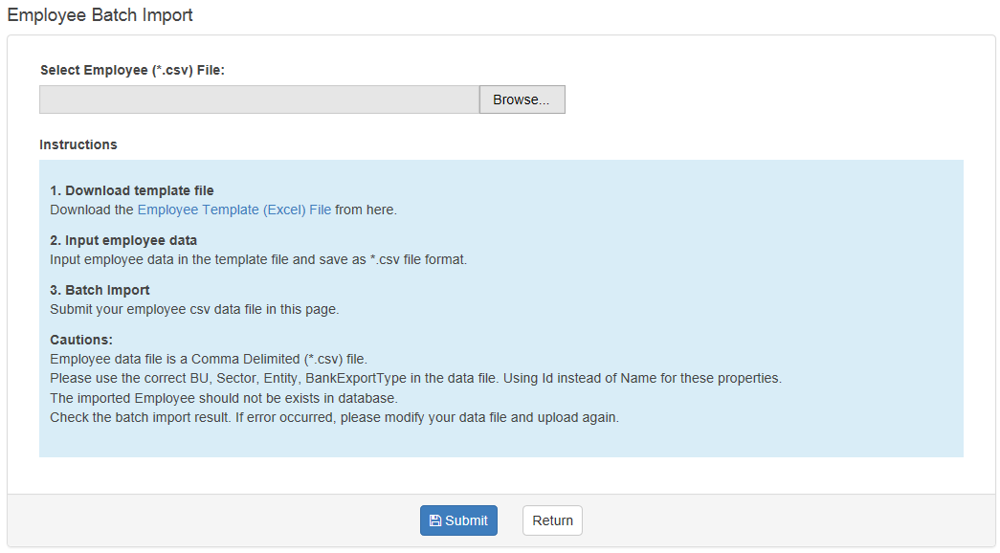 Employee Batch Import
Select Employee (*.csv) File:
Browse...
Instructions
1. Download template file
Download the Employee Template (Excel) File from here.
2. Input employee data
Input employee data in the template file and save as *.csv file format.
3. Batch Import
Submit your employee csv data file in this page.
Cautions:
Employee data file is a Comma Delimited (*.csv) file.
Please use the correct BU, Sector, Entity, BankExportType in the data file. Using Id instead of Name for these properties.
The imported Employee should not be exists in database.
Check the batch import result. If error occurred, please modify your data file and upload again.
Submit
Return